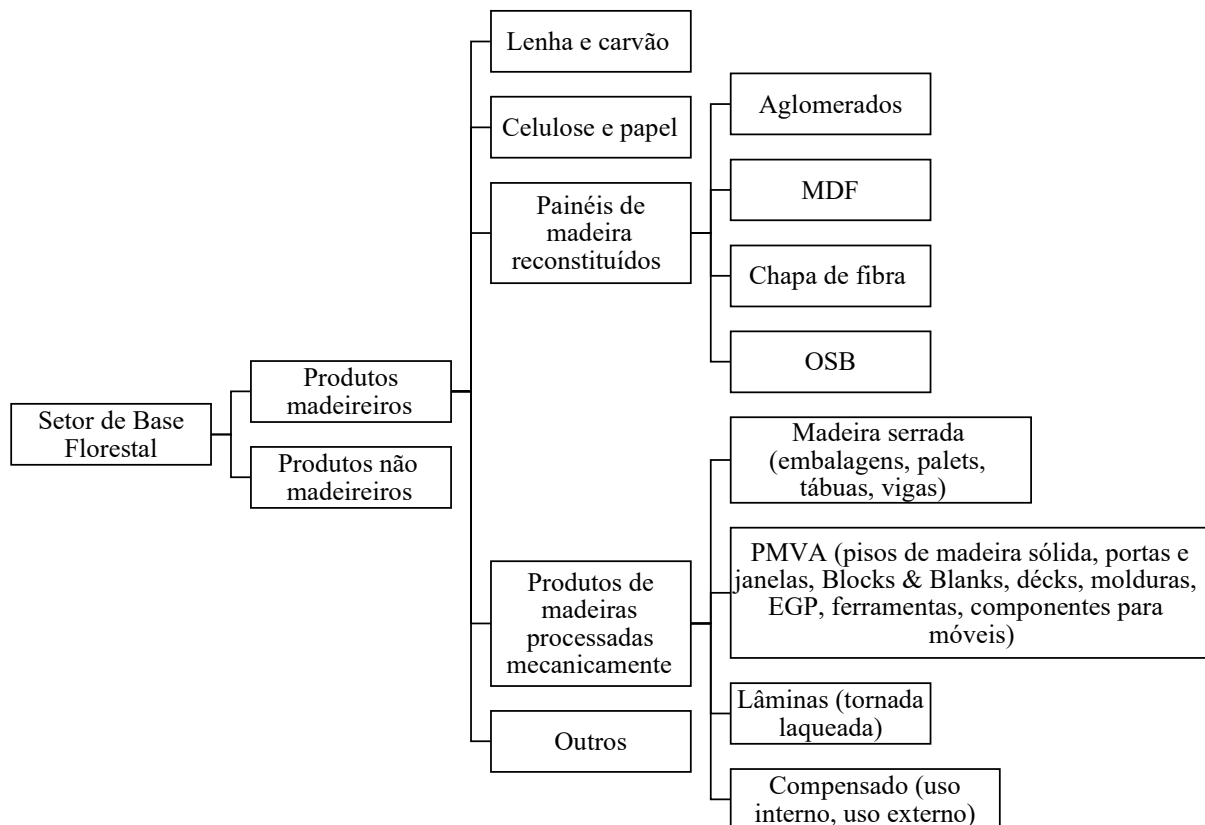 Setor de Base
Florestal
Produtos
madeireiros
Produtos não
madeireiros
Lenha e carvão
Celulose e papel
Painéis de
madeira
reconstituídos
Aglomerados
MDF
Chapa de fibra
OSB
Produtos de
madeiras
processadas
mecanicamente
Madeira serrada
(embalagens, palets,
tábuas, vigas)
PMVA (pisos de madeira sólida, portas e
janelas, Blocks & Blanks, décks, molduras,
EGP, ferramentas, componentes para
móveis)
Lâminas (tornada
laqueada)
Compensado (uso
interno, uso externo)
Outros